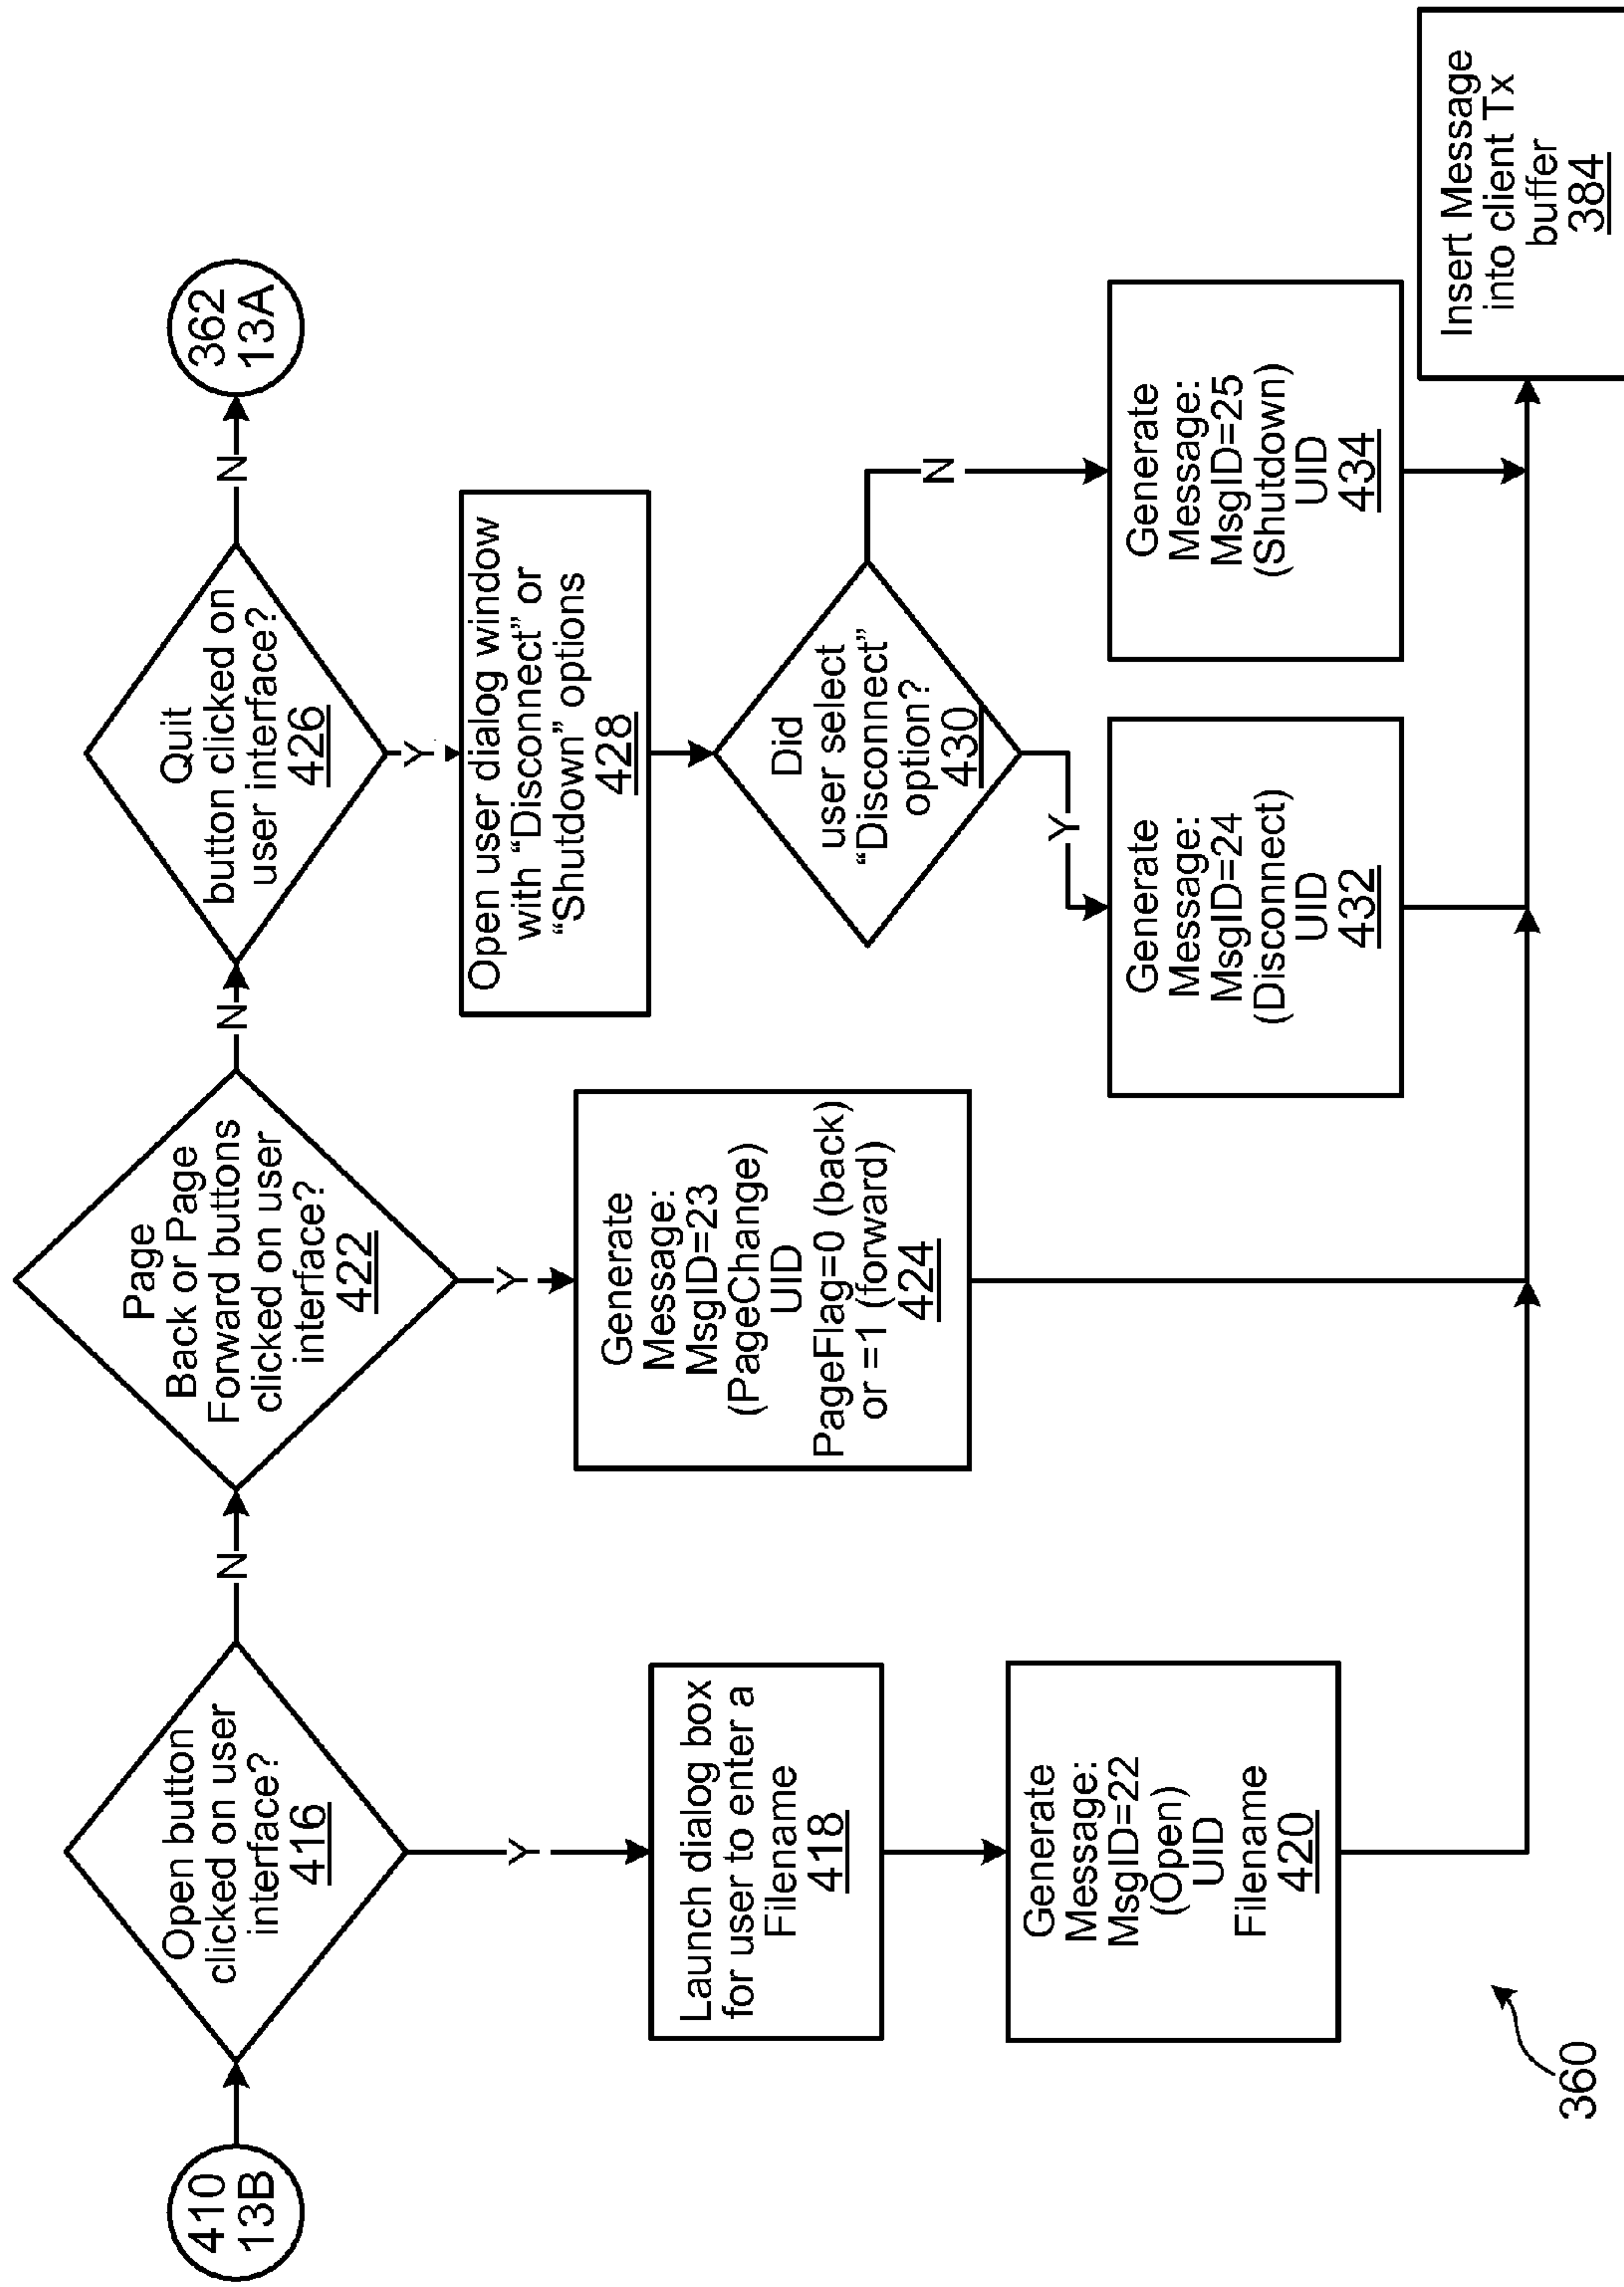 410
13B
Open button
clicked on user
interface?
416
N
Y
Launch dialog box
for user to enter a
Filename
418
Generate
Message:
MsgID=22
(Open)
UID
Filename
420
Page
Back or Page
Forward buttons
clicked on user
interface?
422
N
Y
Generate
Message:
MsgID=23
(PageChange)
UID
PageFlag=0 (back)
or =1 (forward)
424
Quit
button clicked on
user interface?
426
N
362
13A
Y
Open user dialog window
with “Disconnect” or
“Shutdown” options
428
Did
user select
“Disconnect”
option?
430
Y
N
Generate
Message:
MsgID=24
(Disconnect)
UID
432
Generate
Message:
MsgID=25
(Shutdown)
UID
434
Insert Message
into client Tx
buffer
384
360